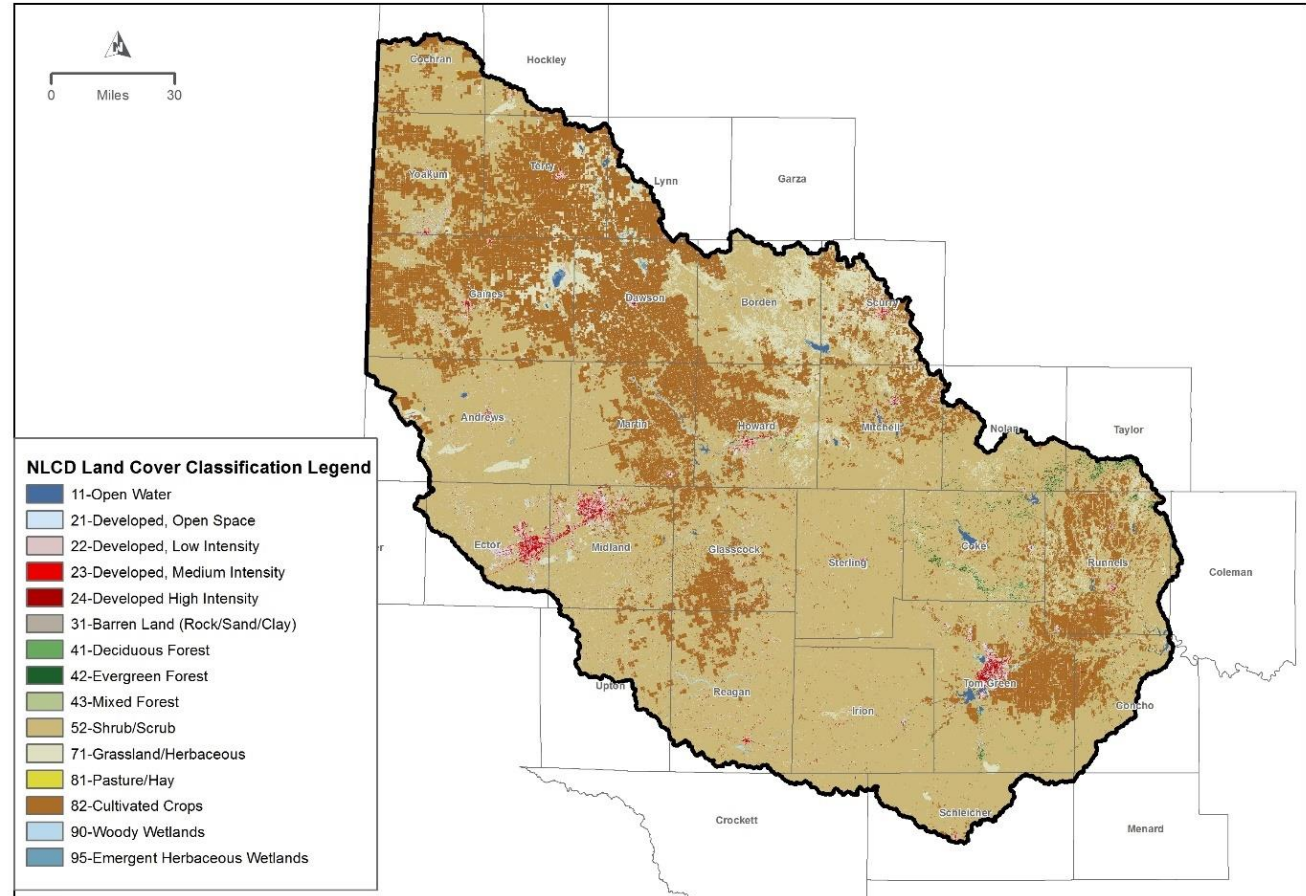 Cochran
Hockley
N
0 Miles 30
Yoakum
Terry
Lynn
Garza
Gaines
Dawson
Borden
Scurry
Andrews
Martin
Howard
Mitchell
Nolan
Taylor
NLCD Land Cover Classification Legend
11-Open Water
21-Developed, Open Space
22-Developed, Low Intensity
23-Developed, Medium Intensity
24-Developed High Intensity
31-Barren Land (Rock/Sand/Clay)
41-Deciduous Forest
42-Evergreen Forest
43-Mixed Forest
52-Shrub/Scrub
71-Grassland/Herbaceous
81-Pasture/Hay
82-Cultivated Crops
90-Woody Wetlands
95-Emergent Herbaceous Wetlands
er
Ector
Midland
Glasscock
Sterling
Coke
Runnels
Coleman
Upton
Reagan
Irion
Tom Green
Concho
Crockett
Schleicher
Menard